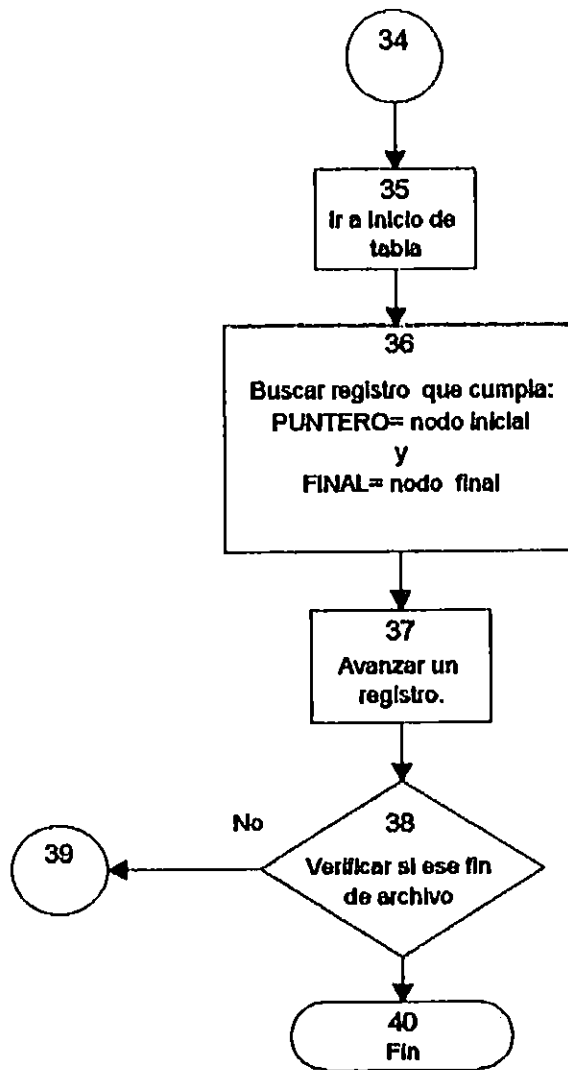 34
35
Ir a inicio de
tabla
36
Buscar registro que cumpla:
PUNTERO= nodo inicial
y
FINAL= nodo final
37
Avanzar un
registro.
No
38
39
Verificar si ese fin
de archivo
40
Fin